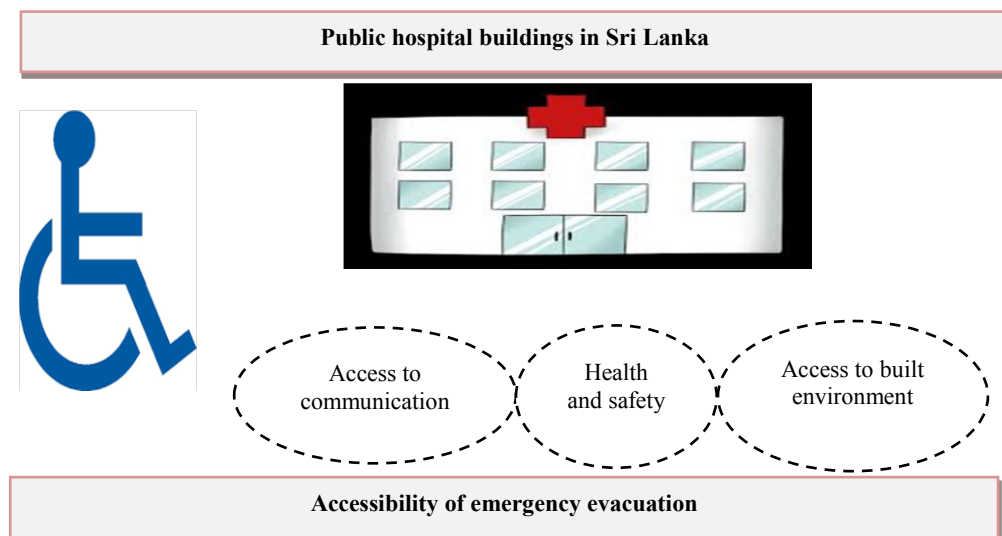 Public hospital buildings in Sri Lanka
Access to
communication
Health
and safety
Access to built
environment
Accessibility of emergency evacuation